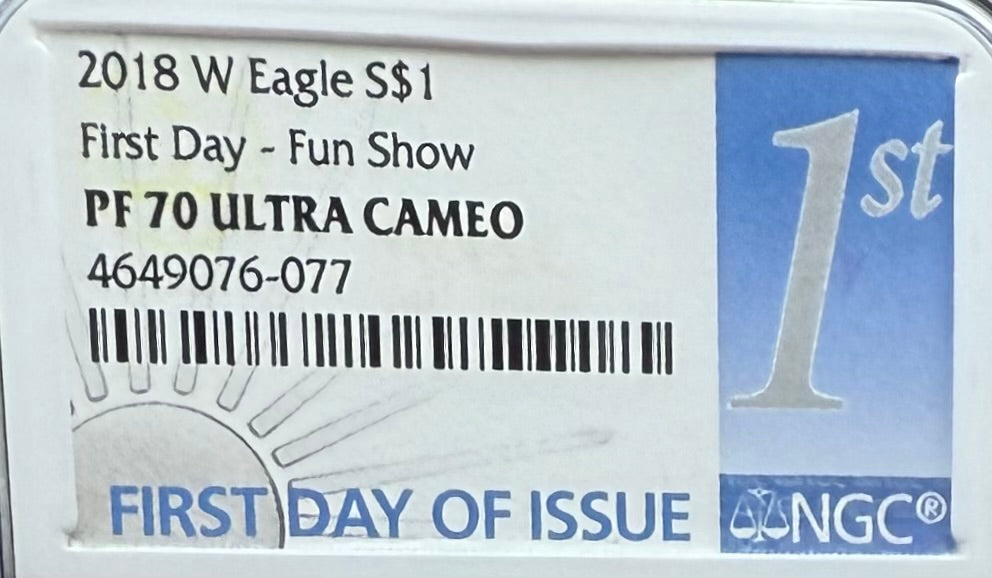 2018 W Eagle S$1
First Day - Fun Show
PF 70 ULTRA CAMEO
4649076-077
FIRST DAY OF ISSUE
1st
NGC®